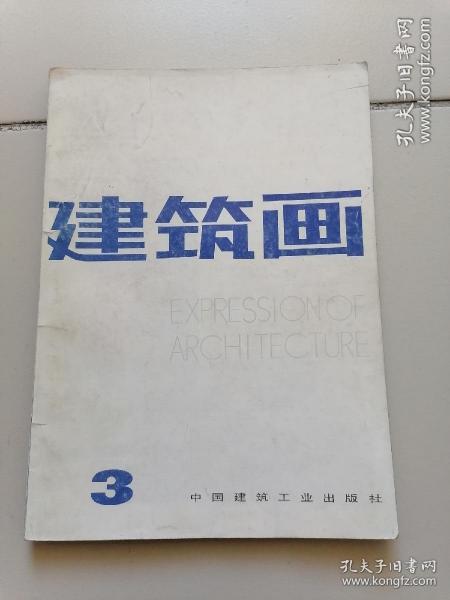 建筑画
EXPRESSION OF
ARCHITECTURE
3
中国建筑工业出版社
孔夫子旧书网
www.kongfz.com
孔夫子旧书网
www.kongfz.com